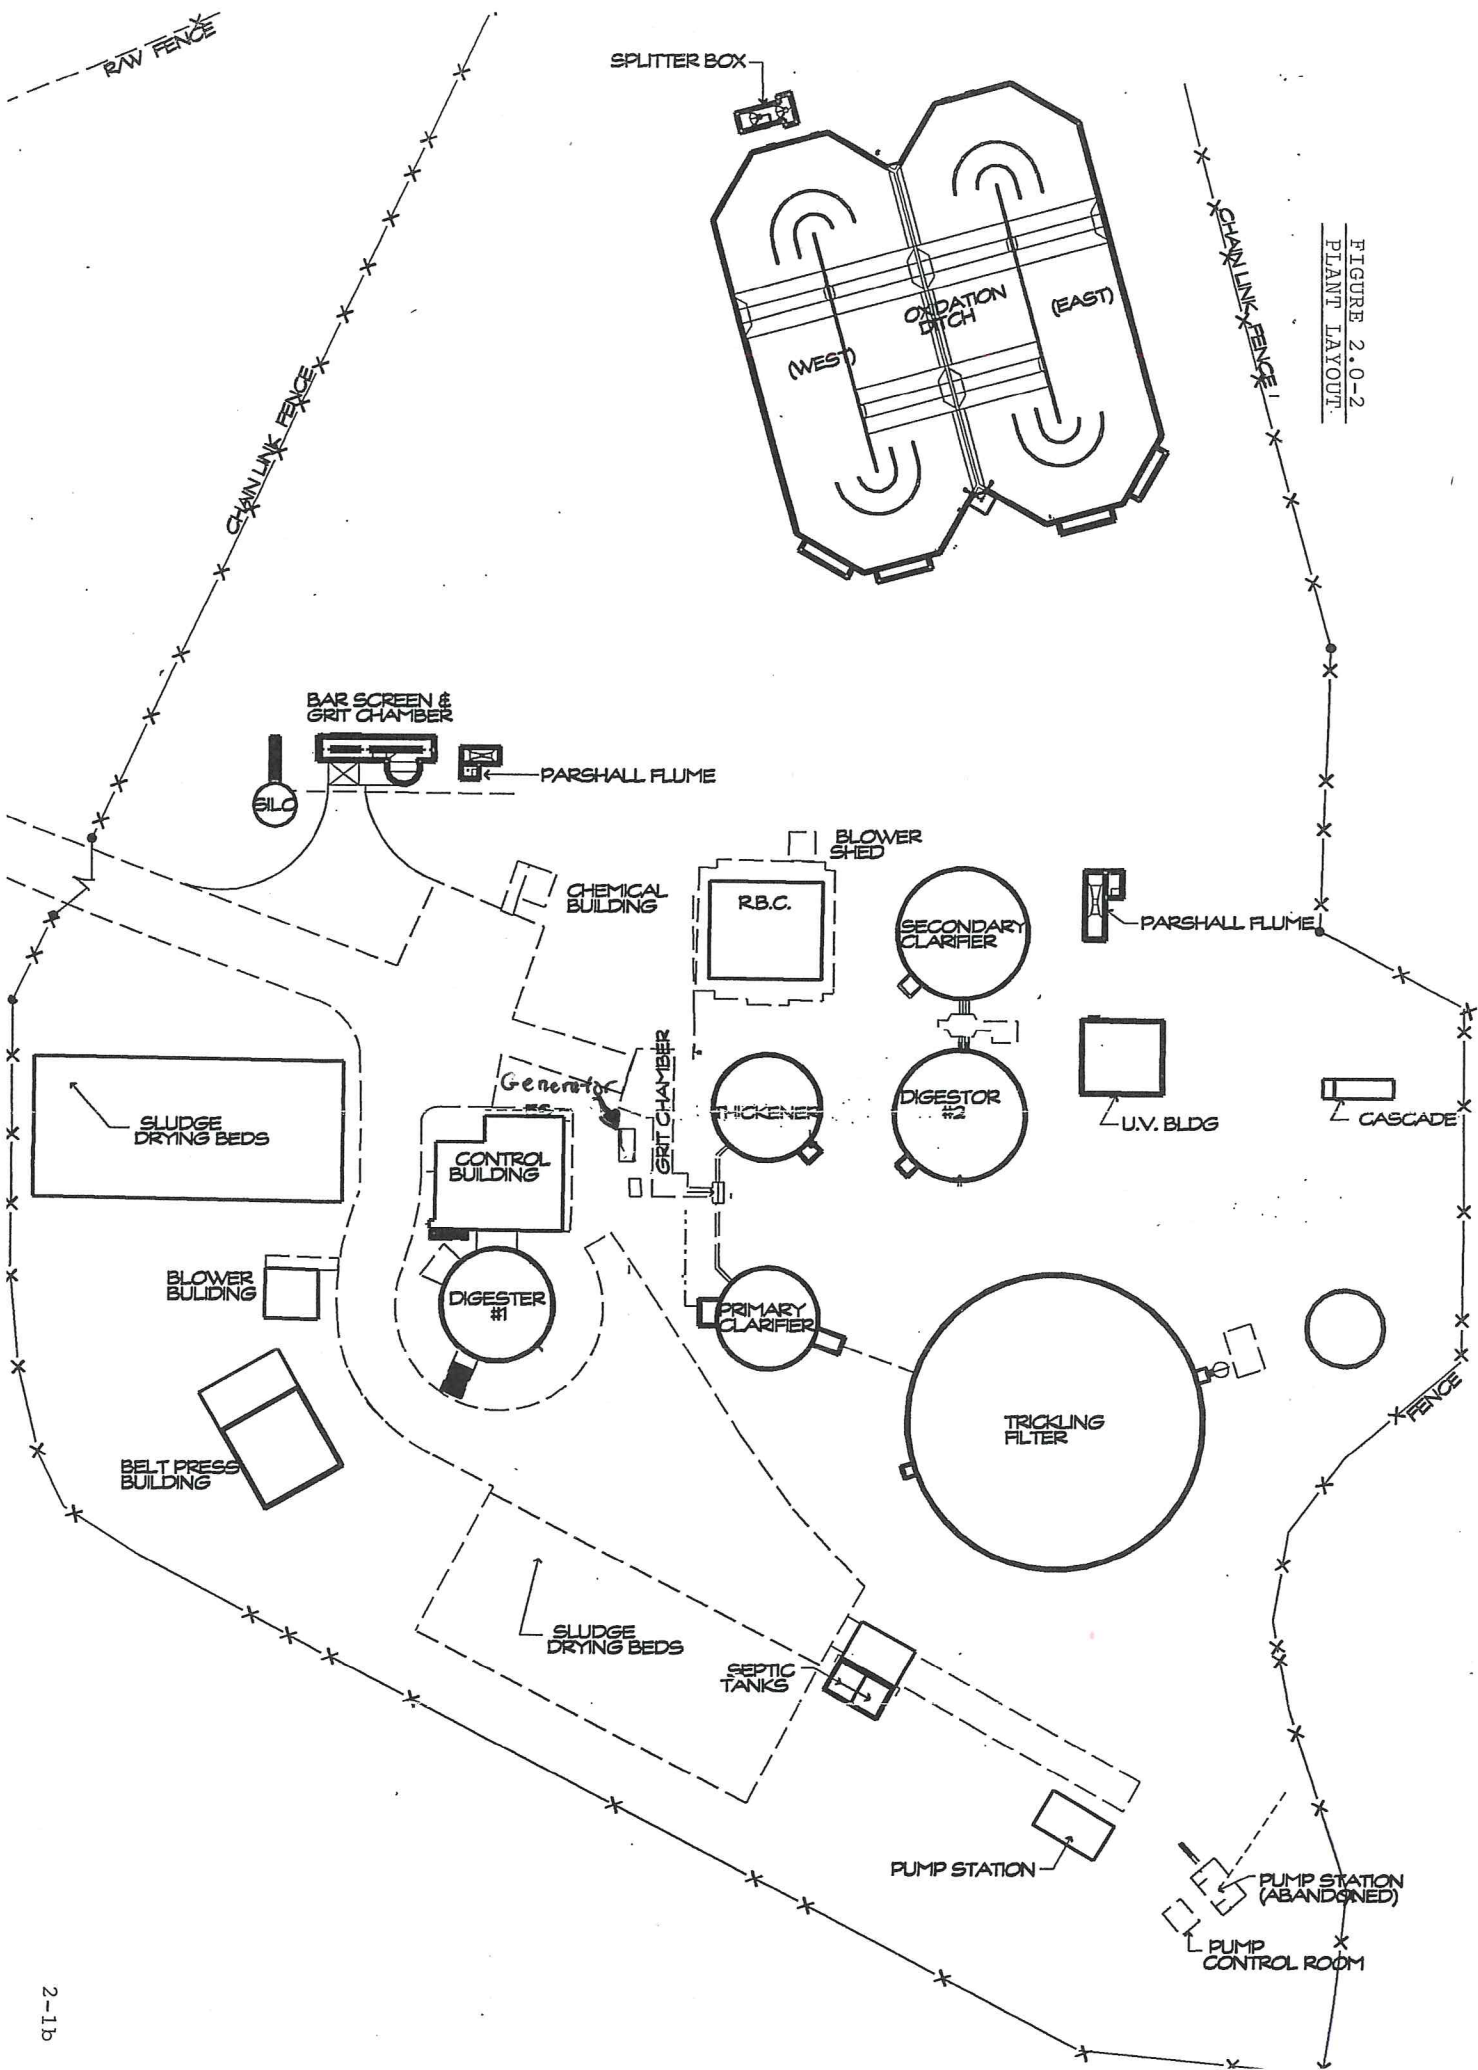 R/W FENCE
SPLITTER BOX
FIGURE 2.0-2
PLANT LAYOUT
CHAIN LINK FENCE
OXIDATION
DITCH
(EAST)
(WEST)
CHAIN LINK FENCE
BAR SCREEN &
GRIT CHAMBER
PARSHALL FLUME
SILO
BLOWER
SHED
CHEMICAL
BUILDING
R.B.C.
SECONDARY
CLARIFIER
PARSHALL FLUME
GRIT CHAMBER
Generator
THICKENER
DIGESTOR
#2
U.V. BLDG
CASCADE
SLUDGE
DRYING BEDS
CONTROL
BUILDING
BLOWER
BULIDING
DIGESTER
#1
PRIMARY
CLARIFIER
FENCE
TRICKLING
FILTER
BELT PRESS
BUILDING
SLUDGE
DRYING BEDS
SEPTIC
TANKS
PUMP STATION
PUMP STATION
(ABANDONED)
PUMP
CONTROL ROOM
2-1b